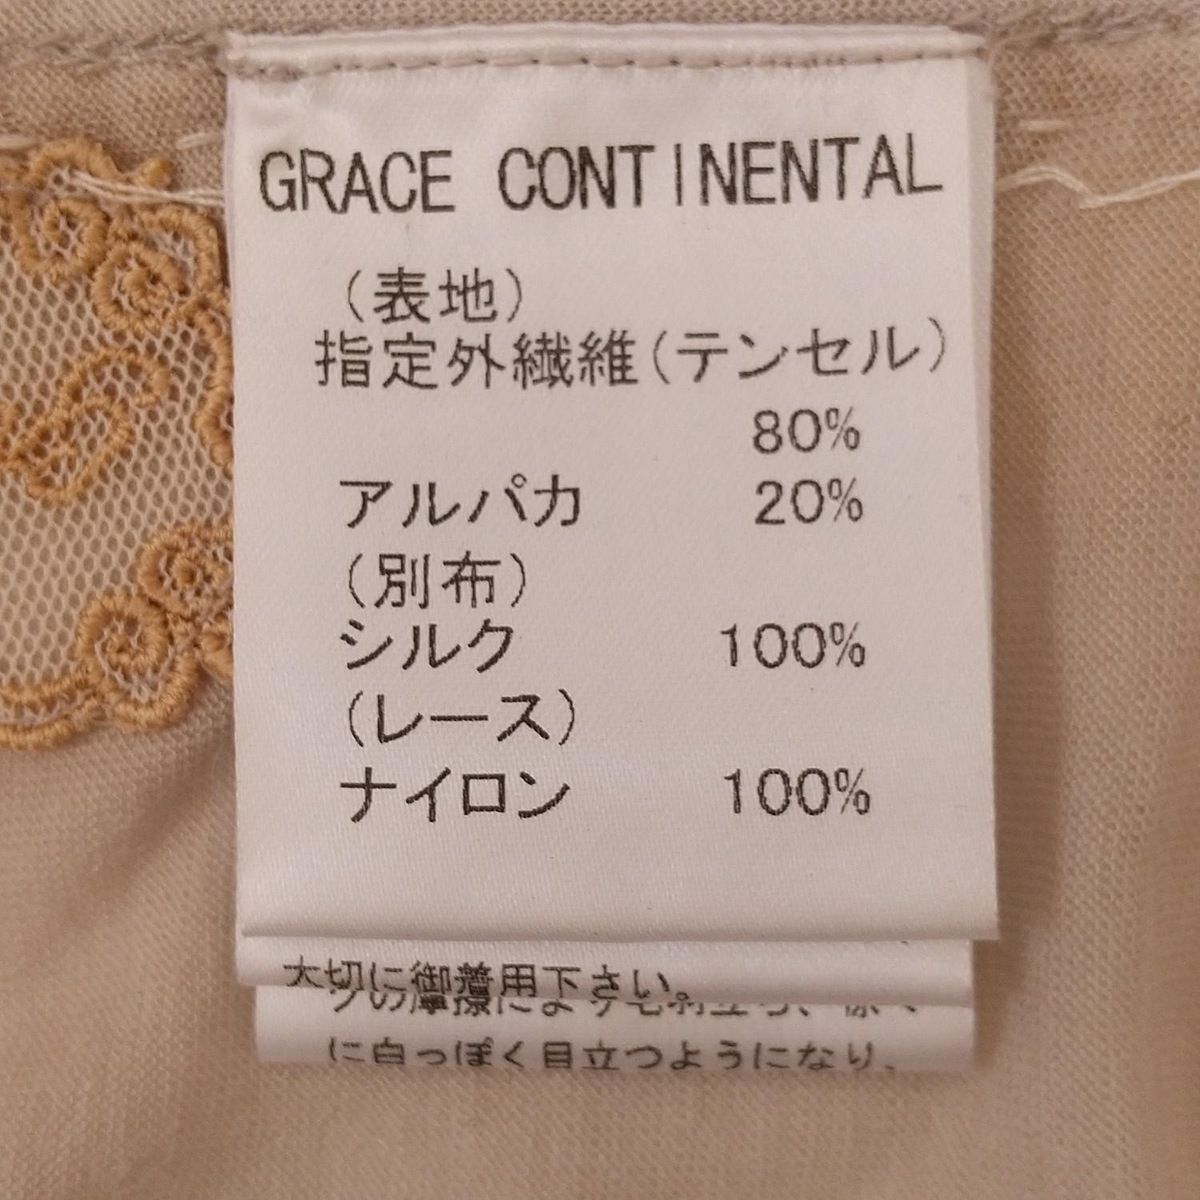 GRACE CONTINENTAL
(表地)
指定外繊維(テンセル)
80%
アルパカ 20%
(別布)
シルク 100%
(レース)
ナイロン 100%
大切に御着用下さい。
に白っぽく目立つようになり、